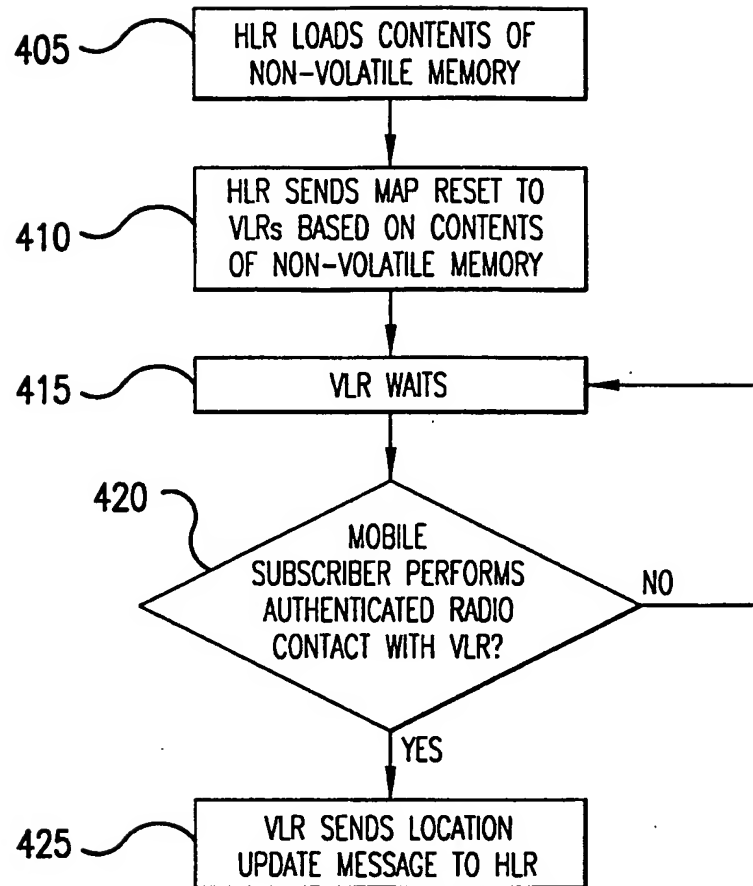 405
HLR LOADS CONTENTS OF
NON-VOLATILE MEMORY
410
HLR SENDS MAP RESET TO
VLRs BASED ON CONTENTS
OF NON-VOLATILE MEMORY
415
VLR WAITS
420
MOBILE
SUBSCRIBER PERFORMS
AUTHENTICATED RADIO
CONTACT WITH VLR?
NO
YES
425
VLR SENDS LOCATION
UPDATE MESSAGE TO HLR